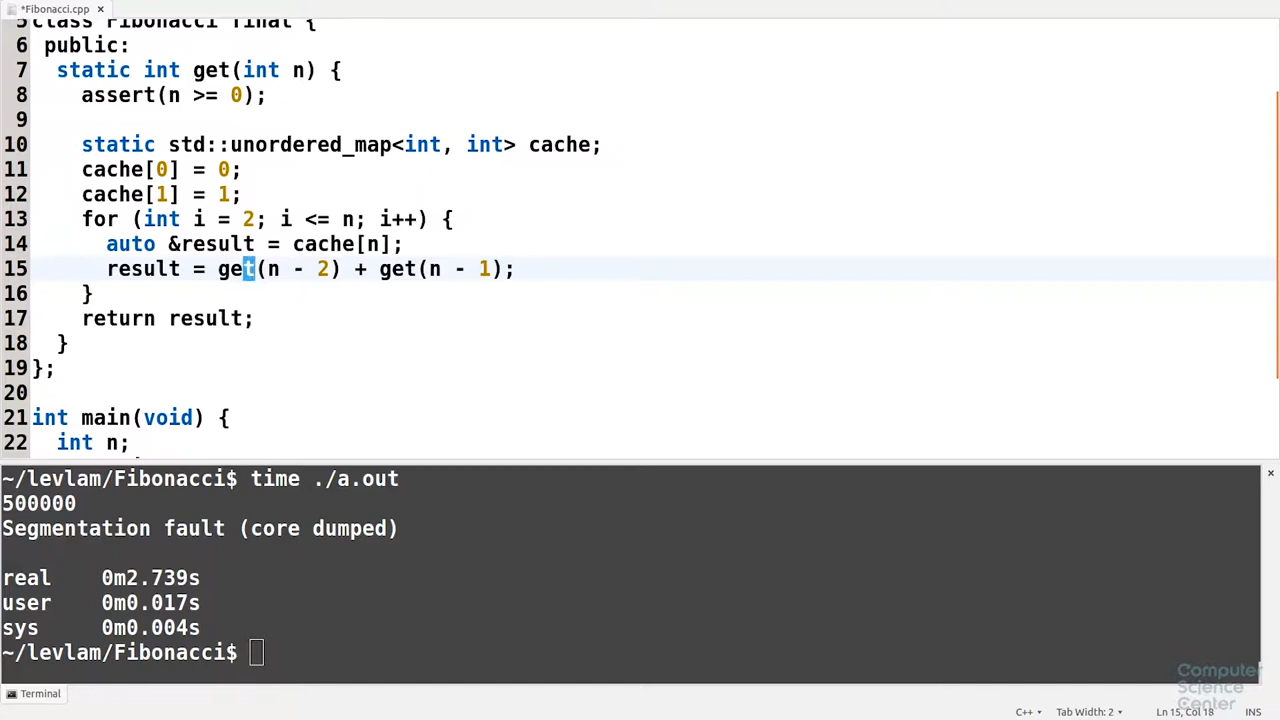 *Fibonacci.cpp ×
5 class Fibonacci final {
6 public:
7 static int get(int n) {
8 assert(n >= 0);
9
10 static std::unordered_map<int, int> cache;
11 cache[0] = 0;
12 cache[1] = 1;
13 for (int i = 2; i <= n; i++) {
14 auto &result = cache[n];
15 result = get(n - 2) + get(n - 1);
16 }
17 return result;
18 }
19 };
20
21 int main(void) {
22 int n;
~/levlam/Fibonacci$ time ./a.out
500000
Segmentation fault (core dumped)
real 0m2.739s
user 0m0.017s
sys 0m0.004s
~/levlam/Fibonacci$
Computer
Science
Center
Terminal
C++ Tab Width: 2 Ln 15, Col 18 INS